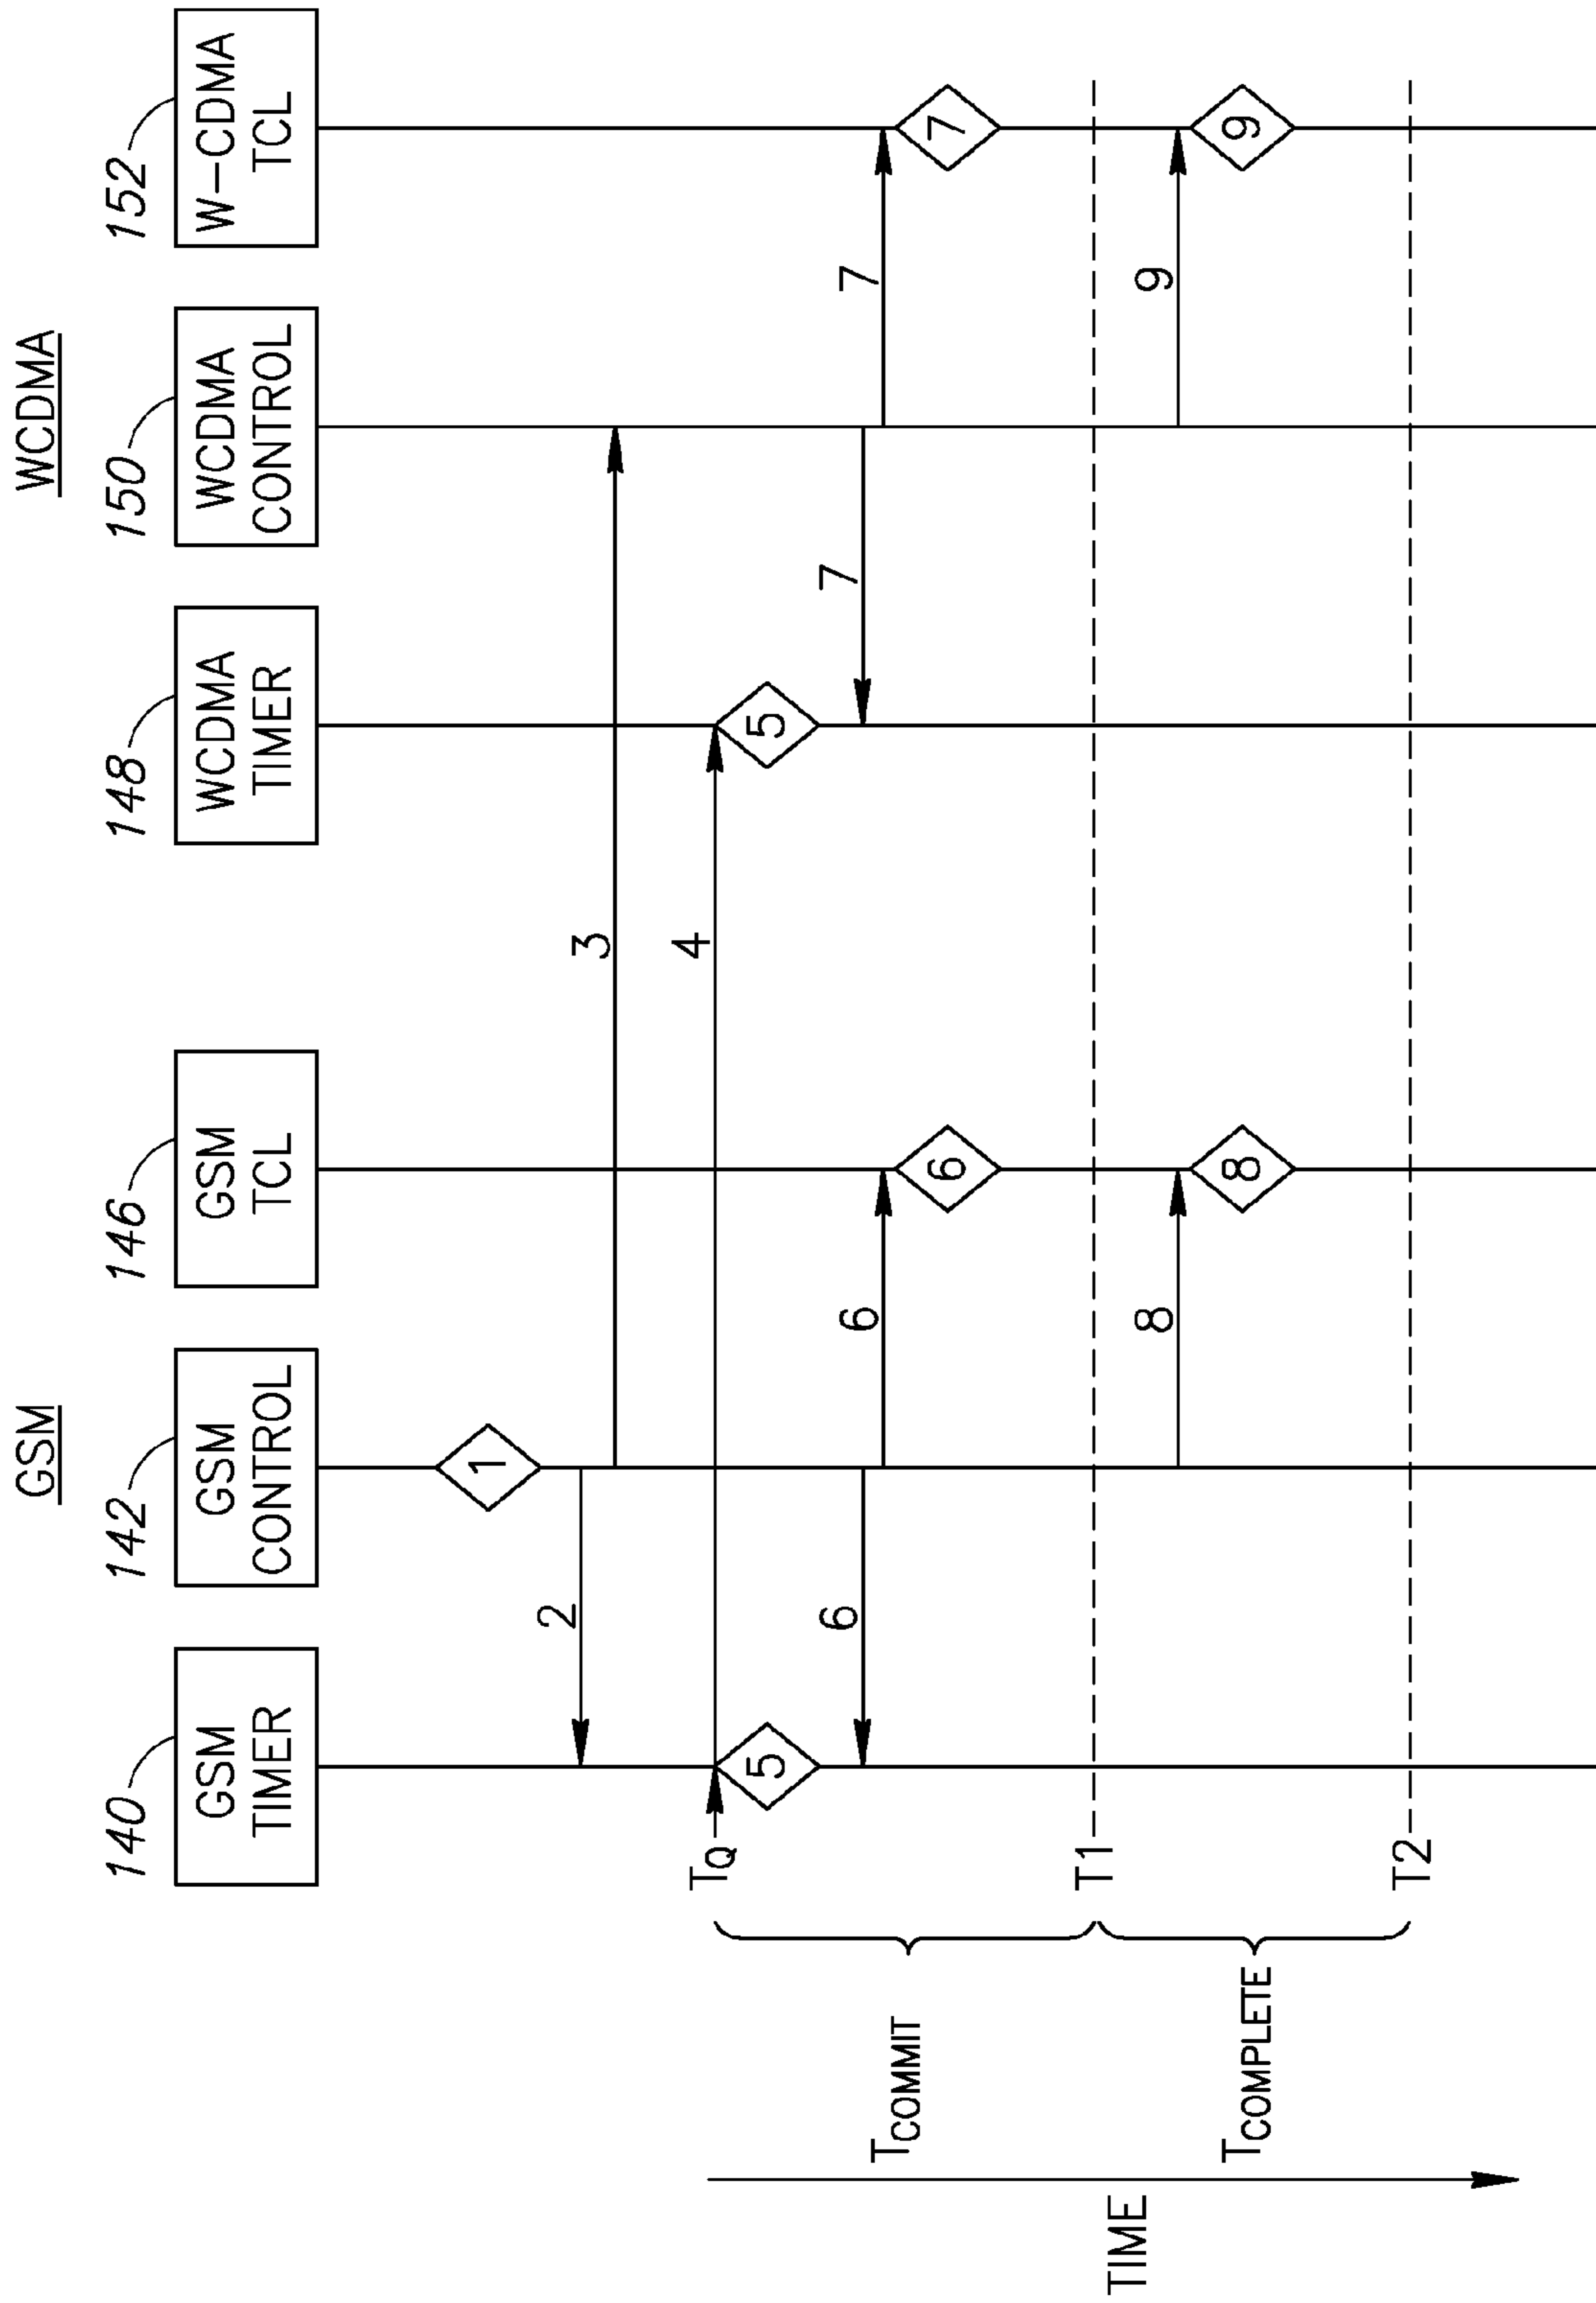 GSM
WCDMA
140
142
146
148
150
152
GSM
TIMER
GSM
CONTROL
GSM
TCL
WCDMA
TIMER
WCDMA
CONTROL
W-CDMA
TCL
1
2
3
TQ
4
5
5
6
6
7
7
6
7
TCOMMIT
T1
8
9
8
9
TCOMPLETE
T2
TIME